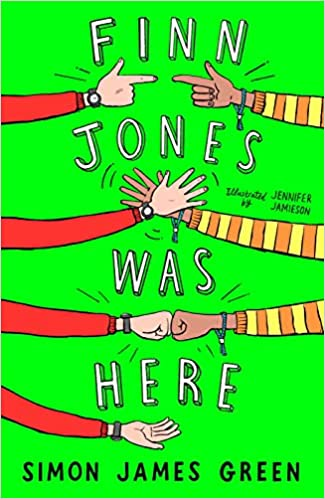 FINN
JONES
Illustrated by JENNIFER JAMIESON
WAS
HERE
SIMON JAMES GREEN